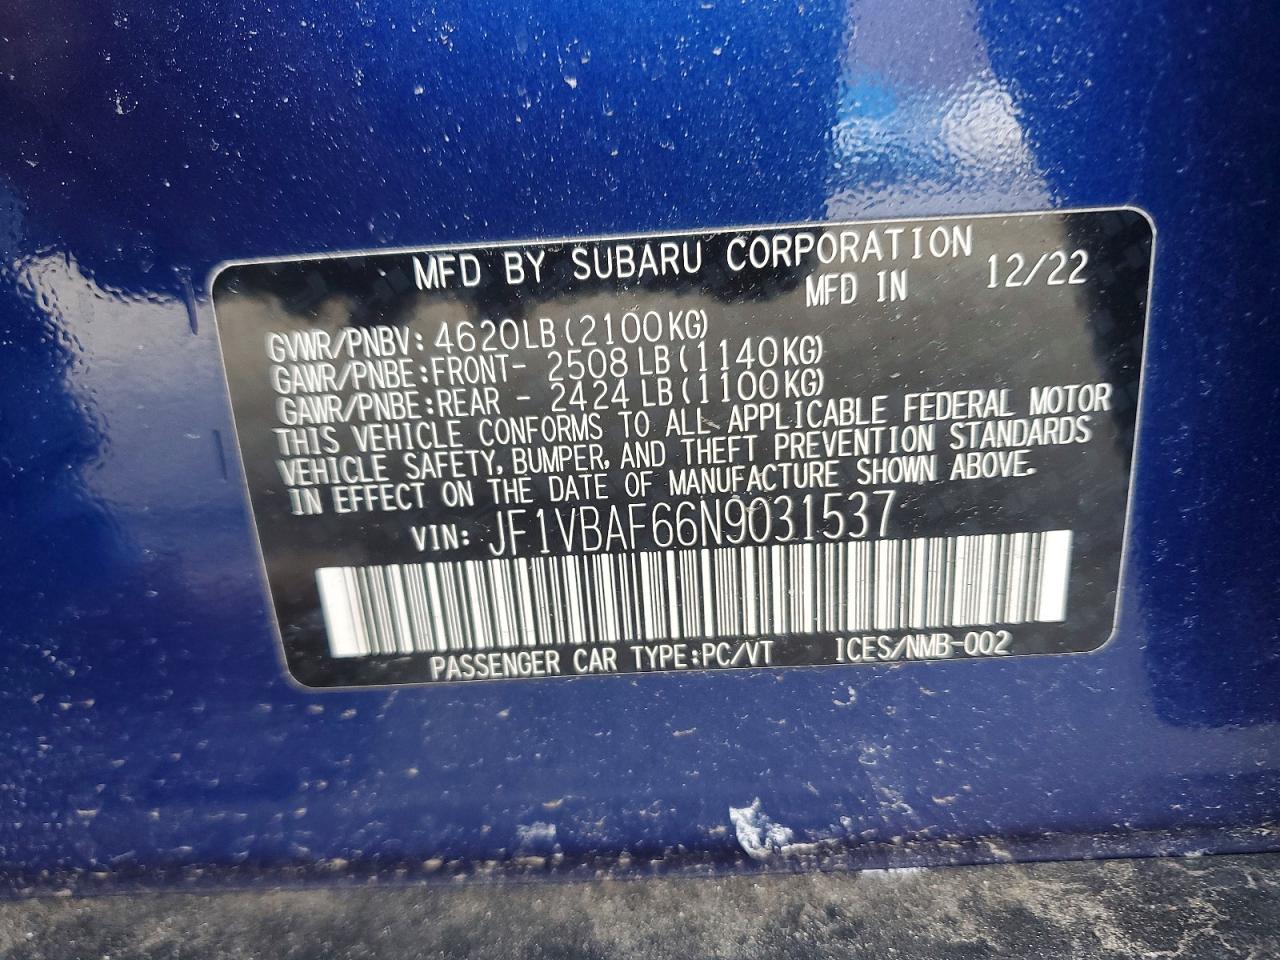 MFD BY SUBARU CORPORATION
MFD IN 12/22
GVWR/PNBV: 4620LB(2100KG)
GAWR/PNBE:FRONT- 2508 LB(1140KG)
GAWR/PNBE:REAR - 2424 LB(1100KG)
THIS VEHICLE CONFORMS TO ALL APPLICABLE FEDERAL MOTOR
VEHICLE SAFETY, BUMPER, AND THEFT PREVENTION STANDARDS
IN EFFECT ON THE DATE OF MANUFACTURE SHOWN ABOVE.
VIN: JF1VBAF66N9031537
PASSENGER CAR TYPE:PC/VT ICES/NMB-002